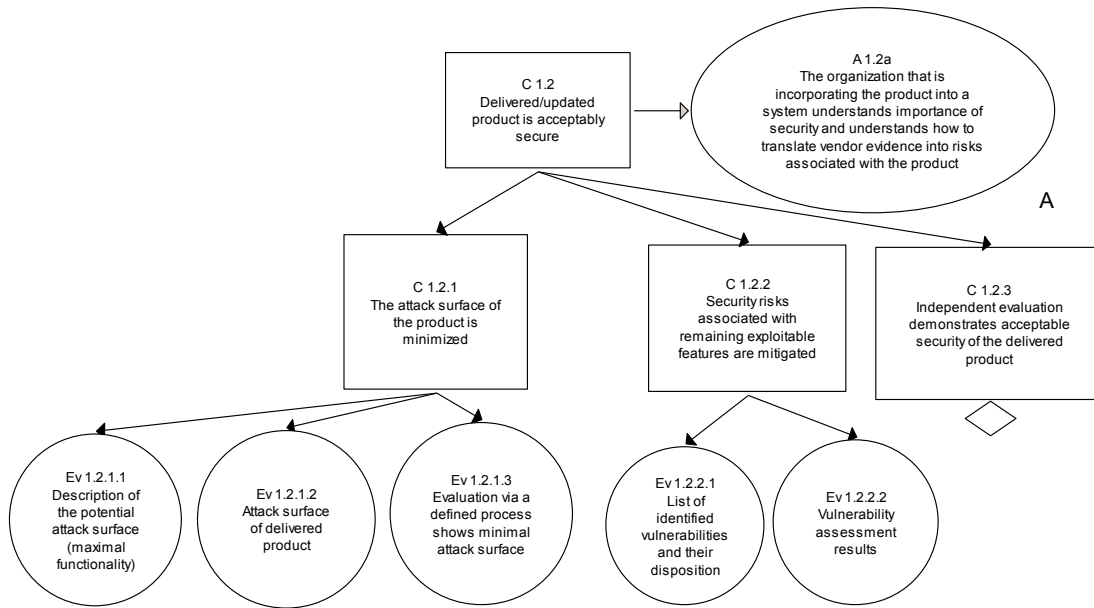 C 1.2
Delivered/updated
product is acceptably
secure
A 1.2a
The organization that is
incorporating the product into a
system understands importance of
security and understands how to
translate vendor evidence into risks
associated with the product
A
C 1.2.1
The attack surface of
the product is
minimized
C 1.2.2
Security risks
associated with
remaining exploitable
features are mitigated
C 1.2.3
Independent evaluation
demonstrates acceptable
security of the delivered
product
Ev 1.2.1.1
Description of
the potential
attack surface
(maximal
functionality)
Ev 1.2.1.2
Attack surface
of delivered
product
Ev 1.2.1.3
Evaluation via a
defined process
shows minimal
attack surface
Ev 1.2.2.1
List of
identified
vulnerabilities
and their
disposition
Ev 1.2.2.2
Vulnerability
assessment
results